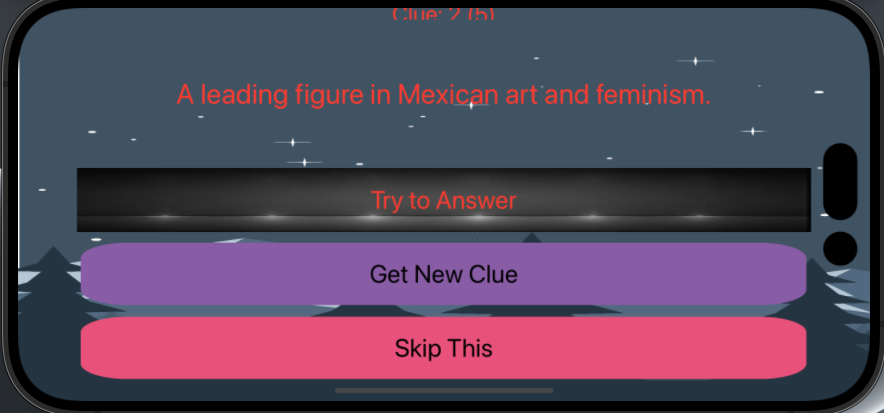 Clue: 2 (5)
A leading figure in Mexican art and feminism.
Try to Answer
Get New Clue
Skip This